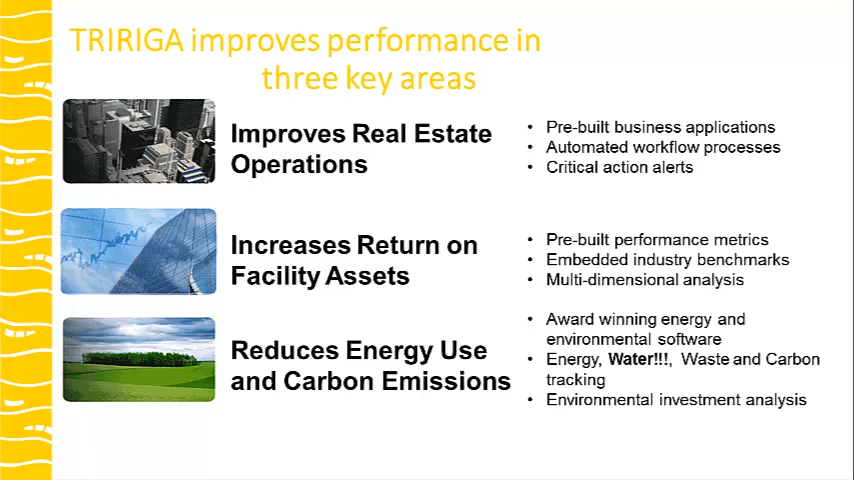 TRIRIGA improves performance in
three key areas
Improves Real Estate
Operations
• Pre-built business applications
• Automated workflow processes
• Critical action alerts
Increases Return on
Facility Assets
• Pre-built performance metrics
• Embedded industry benchmarks
• Multi-dimensional analysis
Reduces Energy Use
and Carbon Emissions
• Award winning energy and
environmental software
• Energy, Water!!!, Waste and Carbon
tracking
• Environmental investment analysis